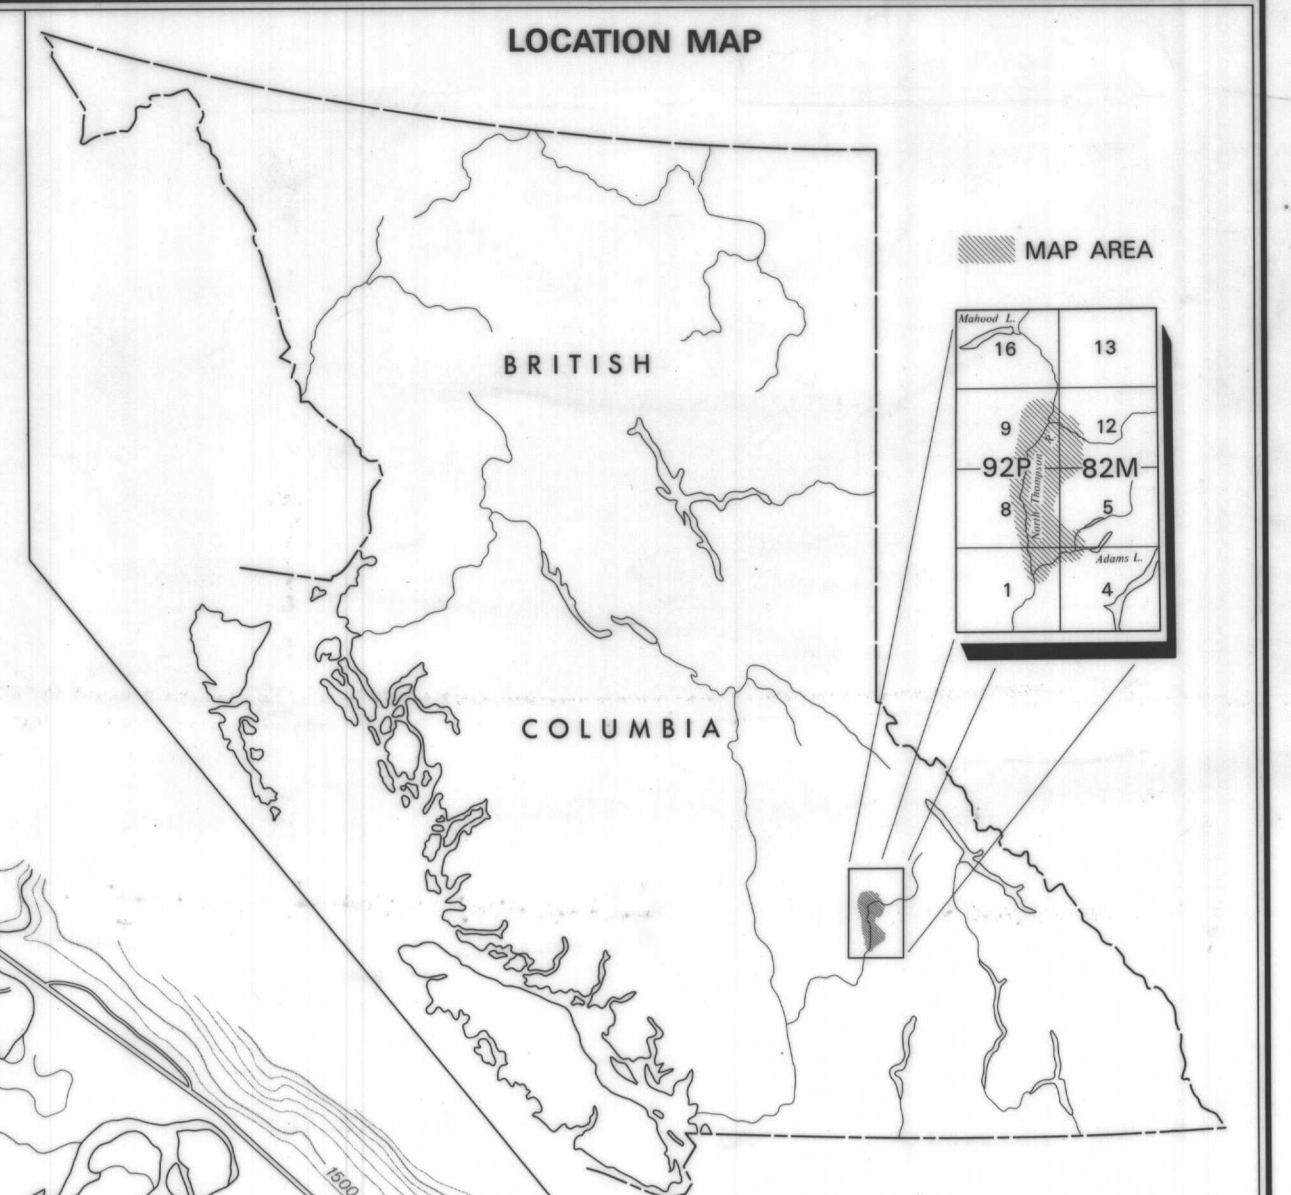 LOCATION MAP
MAP AREA
Mahood L.
16
13
BRITISH
9
12
R.
92P
82M
North Thompson
8
5
Adams L.
1
4
COLUMBIA
1500